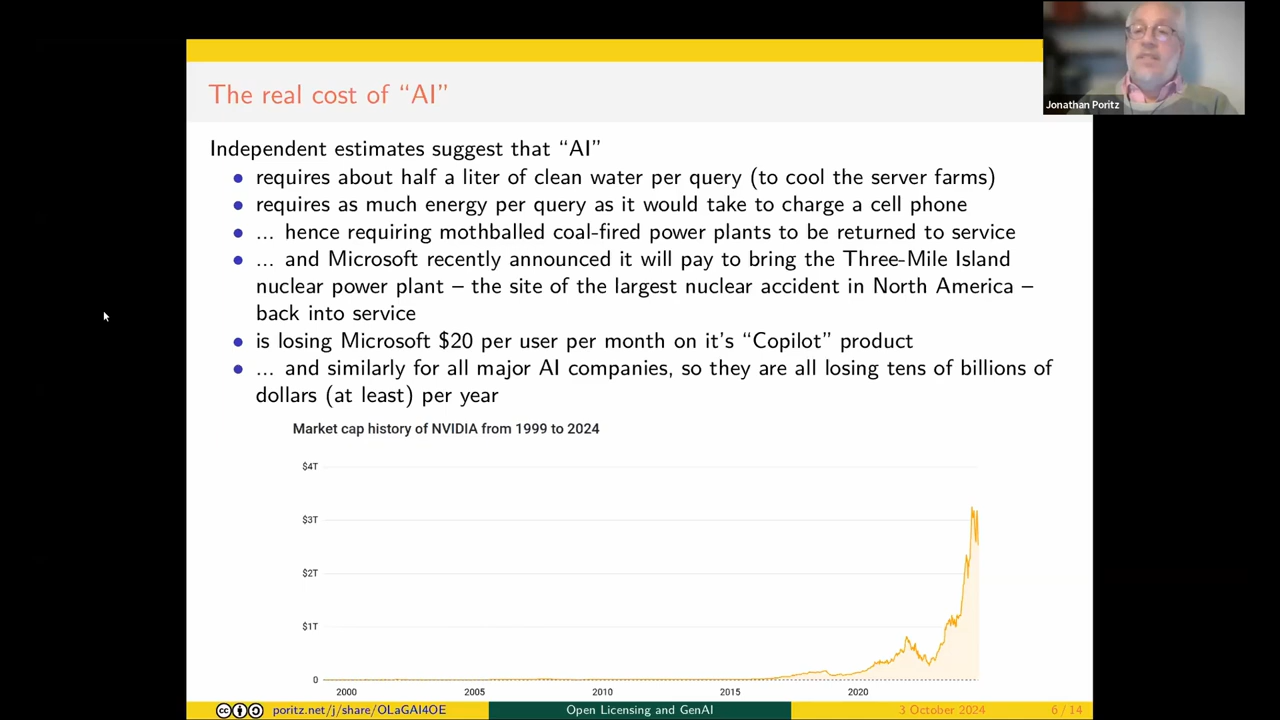 The real cost of “AI”
Jonathan Poritz
Independent estimates suggest that “AI”
• requires about half a liter of clean water per query (to cool the server farms)
• requires as much energy per query as it would take to charge a cell phone
• ... hence requiring mothballed coal-fired power plants to be returned to service
• ... and Microsoft recently announced it will pay to bring the Three-Mile Island
nuclear power plant – the site of the largest nuclear accident in North America –
back into service
• is losing Microsoft $20 per user per month on it’s “Copilot” product
• ... and similarly for all major AI companies, so they are all losing tens of billions of
dollars (at least) per year
Market cap history of NVIDIA from 1999 to 2024
$4T
$3T
$2T
$1T
0
2000 2005 2010 2015 2020
poritz.net/j/share/OLaGAI4OE Open Licensing and GenAI 3 October 2024 6 / 14